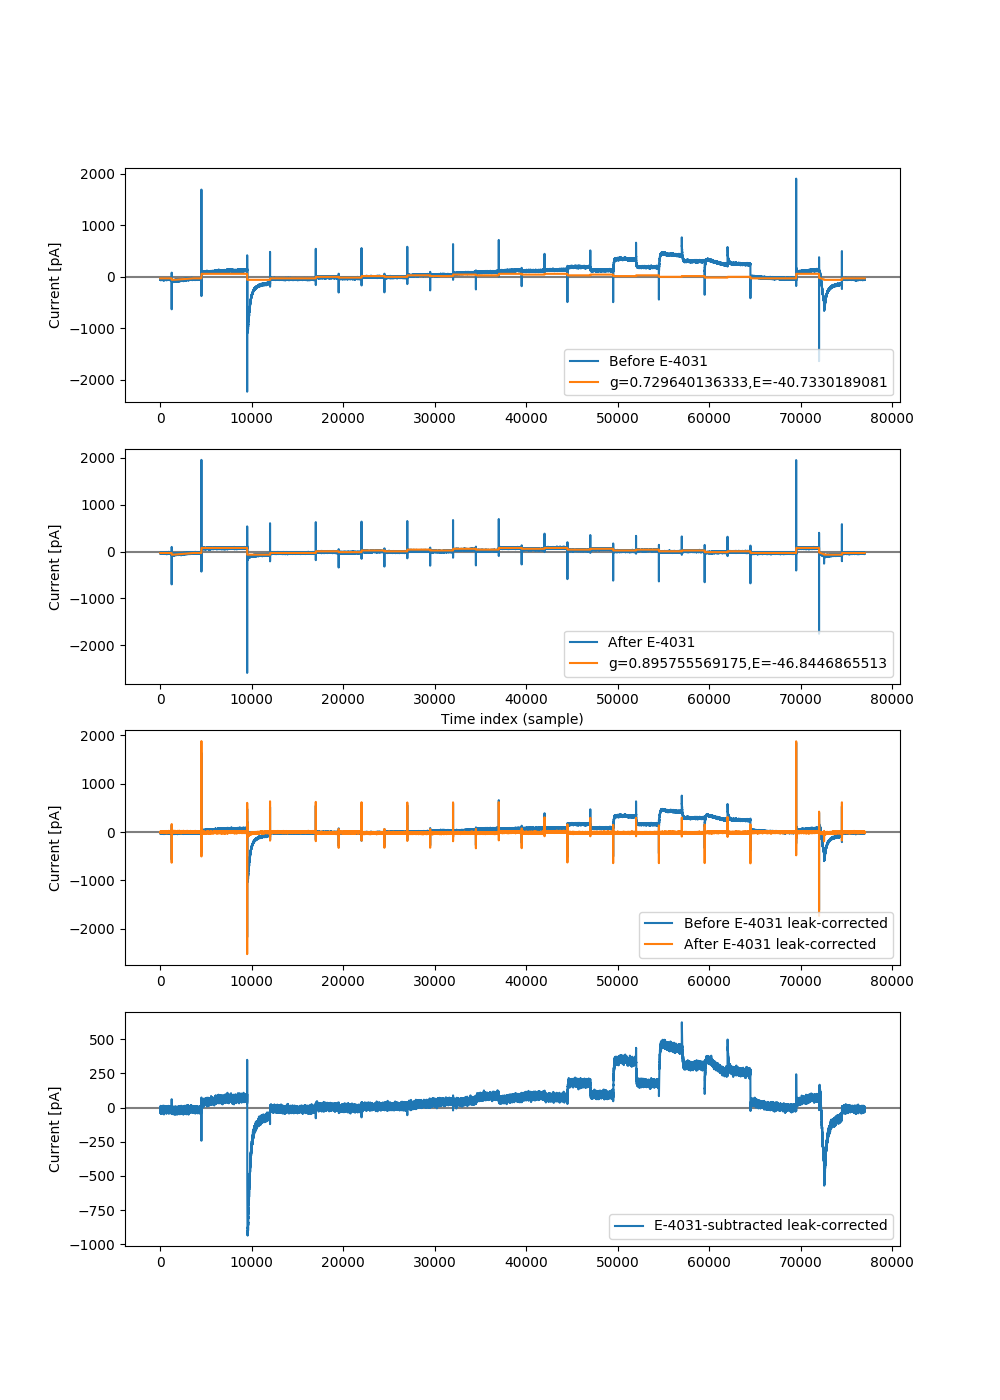 2000
1000
0
−1000
−2000
Current [pA]
Before E-4031
g=0.729640136333,E=-40.7330189081
0 10000 20000 30000 40000 50000 60000 70000 80000
2000
1000
0
−1000
−2000
Current [pA]
After E-4031
g=0.895755569175,E=-46.8446865513
0 10000 20000 30000 40000 50000 60000 70000 80000
Time index (sample)
2000
1000
0
−1000
−2000
Current [pA]
Before E-4031 leak-corrected
After E-4031 leak-corrected
0 10000 20000 30000 40000 50000 60000 70000 80000
500
250
0
−250
−500
−750
−1000
Current [pA]
E-4031-subtracted leak-corrected
0 10000 20000 30000 40000 50000 60000 70000 80000